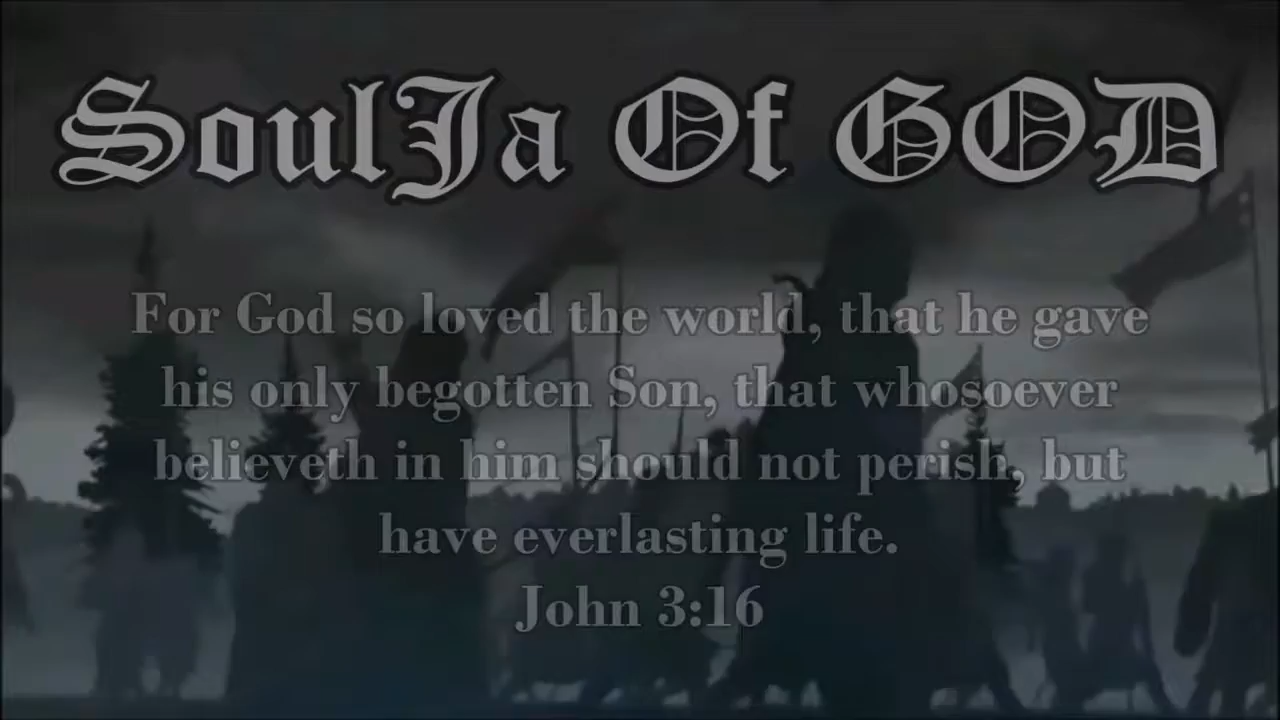 SoulJa Of GOD
For God so loved the world, that he gave
his only begotten Son, that whosoever
believeth in him should not perish, but
have everlasting life.
John 3:16